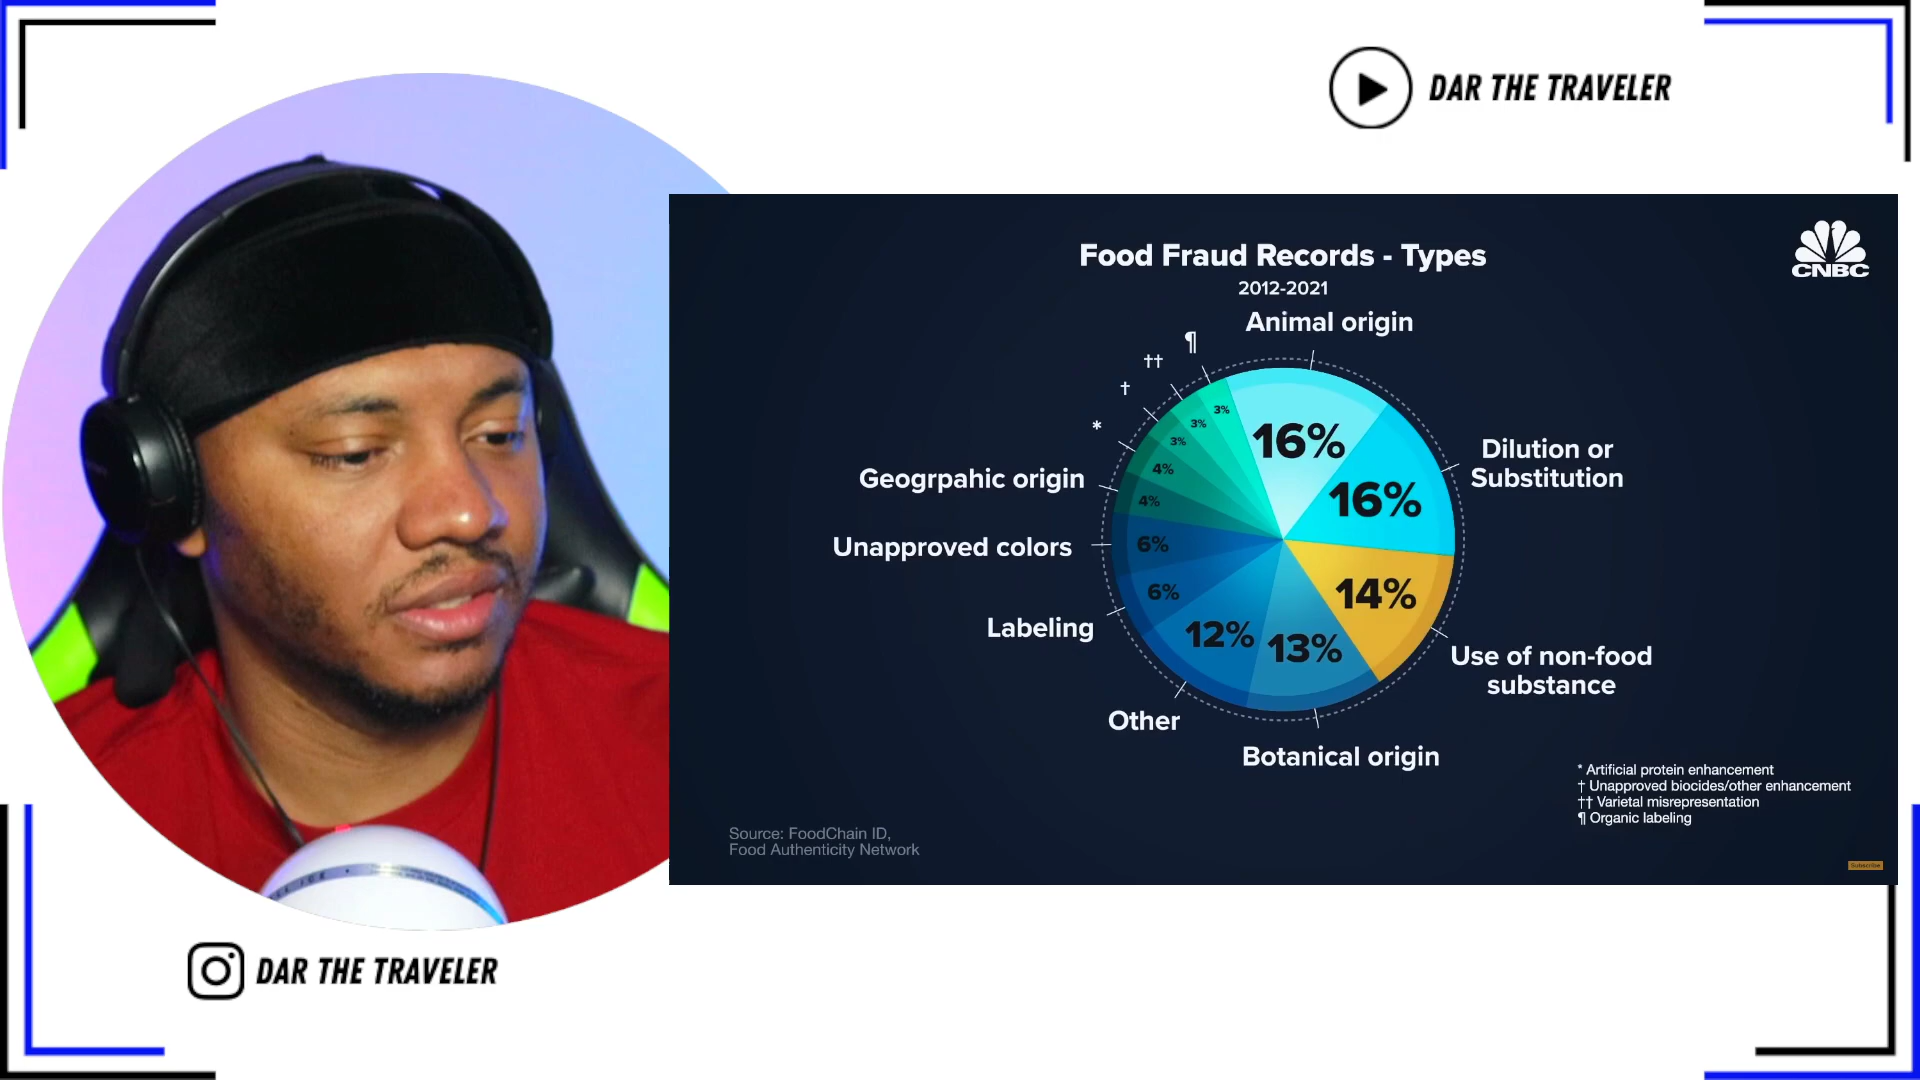 DAR THE TRAVELER
CNBC
Food Fraud Records - Types
2012-2021
Animal origin
¶
††
†
*
3%
3%
3%
4%
4%
16%
Dilution or
Substitution
16%
Geogrpahic origin
Unapproved colors
6%
14%
6%
Labeling
12%
13%
Use of non-food
substance
Other
Botanical origin
* Artificial protein enhancement
† Unapproved biocides/other enhancement
†† Varietal misrepresentation
¶ Organic labeling
Source: FoodChain ID,
Food Authenticity Network
Subscribe
DAR THE TRAVELER